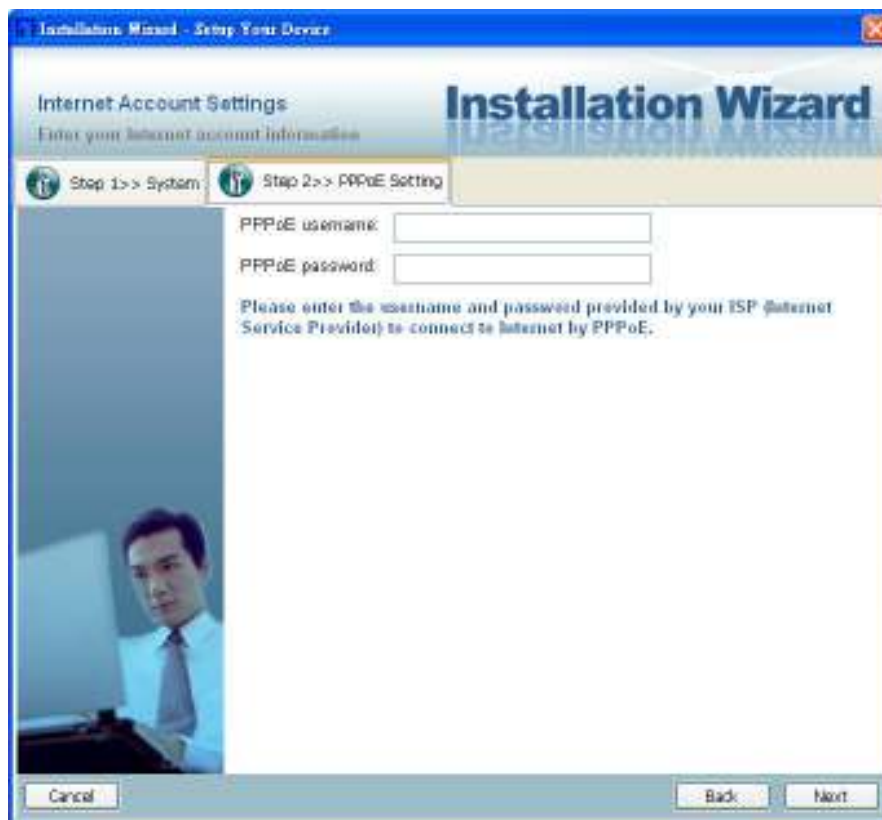 Installation Wizard - Setup Your Device
Internet Account Settings
Enter your Internet account information
Installation Wizard
Step 1>> System
Step 2>> PPPoE Setting
PPPoE username:
PPPoE password:
Please enter the username and password provided by your ISP (Internet
Service Provider) to connect to Internet by PPPoE.
Cancel
Back
Next